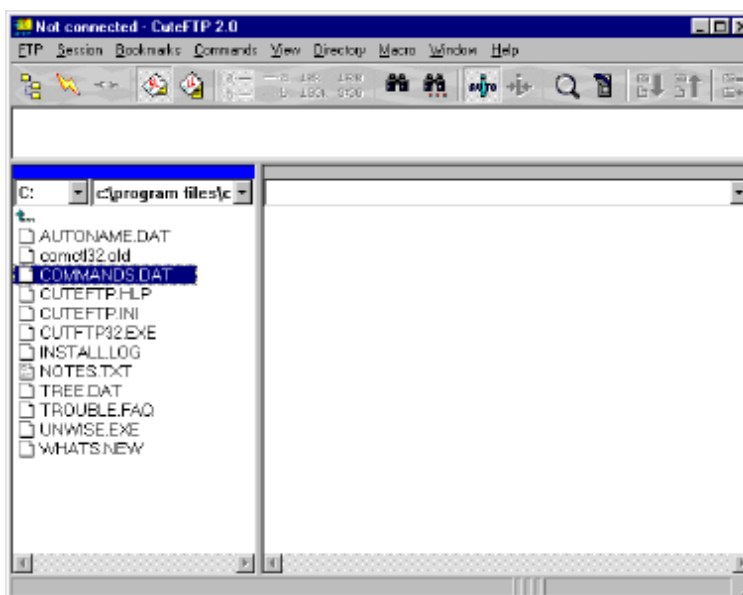 Not connected - CuteFTP 2.0
FTP Session Bookmarks Commands View Directory Macro Window Help
AUTO
C: c:\program files\c
AUTONAME.DAT
comctl32.old
COMMANDS.DAT
CUTEFTP.HLP
CUTEFTP.INI
CUTFTP32.EXE
INSTALL.LOG
NOTES.TXT
TREE.DAT
TROUBLE.FAQ
UNWISE.EXE
WHATS.NEW